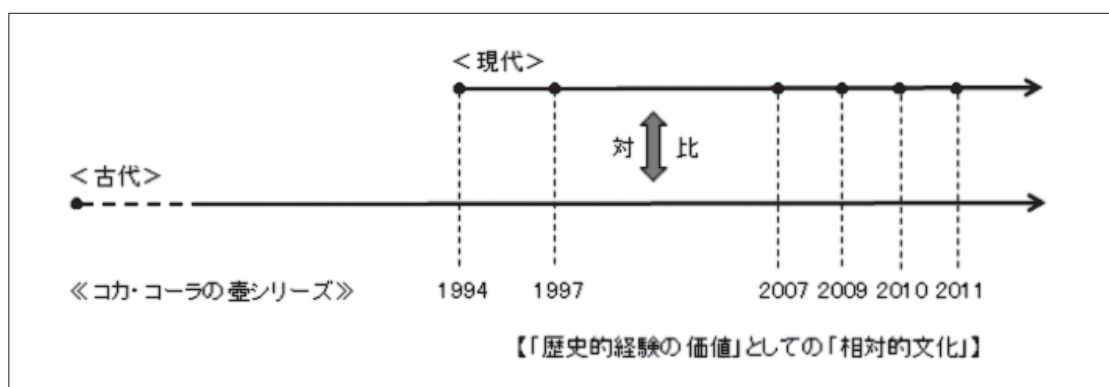 ＜現代＞
対 比
＜古代＞
≪コカ・コーラの壺シリーズ≫ 1994 1997 2007 2009 2010 2011
【「歴史的経験の価値」としての「相対的文化」】